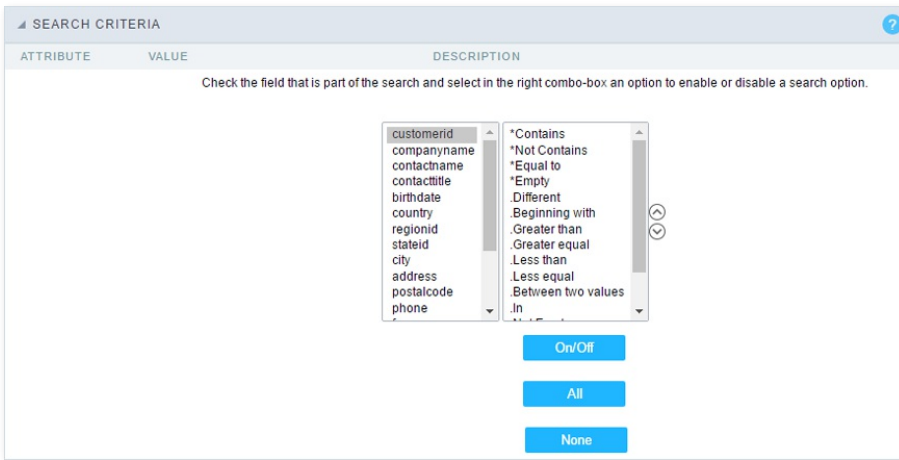 SEARCH CRITERIA
?
ATTRIBUTE VALUE DESCRIPTION
Check the field that is part of the search and select in the right combo-box an option to enable or disable a search option.
customerid
companyname
contactname
contacttitle
birthdate
country
regionid
stateid
city
address
postalcode
phone
*Contains
*Not Contains
*Equal to
*Empty
.Different
.Beginning with
.Greater than
.Greater equal
.Less than
.Less equal
.Between two values
.In
On/Off
All
None